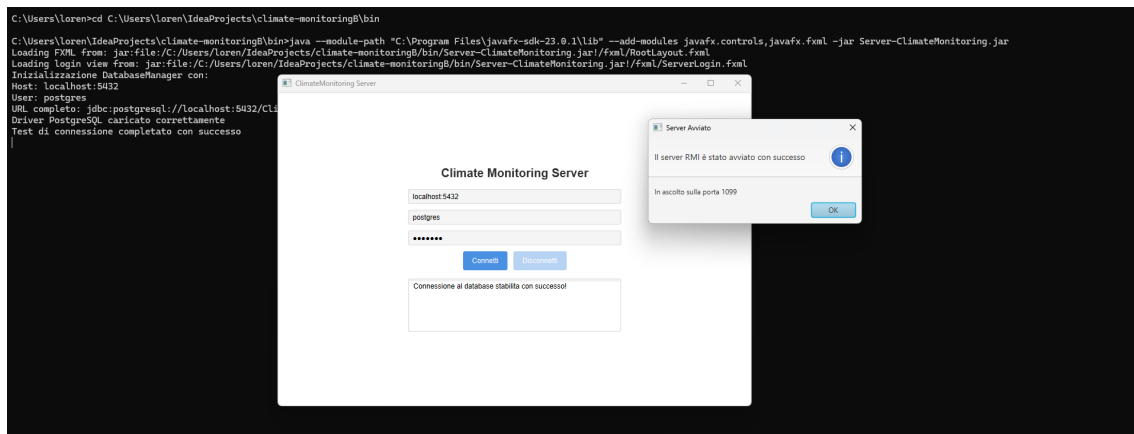 C:\Users\loren>cd C:\Users\loren\IdeaProjects\climate-monitoringB\bin
C:\Users\loren\IdeaProjects\climate-monitoringB\bin>java --module-path "C:\Program Files\javafx-sdk-23.0.1\lib" --add-modules javafx.controls,javafx.fxml -jar Server-ClimateMonitoring.jar
Loading FXML from: jar:file:/C:/Users/loren/IdeaProjects/climate-monitoringB/bin/Server-ClimateMonitoring.jar!/fxml/RootLayout.fxml
Loading login view from: jar:file:/C:/Users/loren/IdeaProjects/climate-monitoringB/bin/Server-ClimateMonitoring.jar!/fxml/ServerLogin.fxml
Inizializzazione DatabaseManager con:
Host: localhost:5432
User: postgres
URL completo: jdbc:postgresql://localhost:5432/Cli
Driver PostgreSQL caricato correttamente
Test di connessione completato con successo
ClimateMonitoring Server
Climate Monitoring Server
localhost:5432
postgres
•••••••
Connetti Disconnetti
Connessione al database stabilita con successo!
Server Avviato
Il server RMI è stato avviato con successo
In ascolto sulla porta 1099
OK